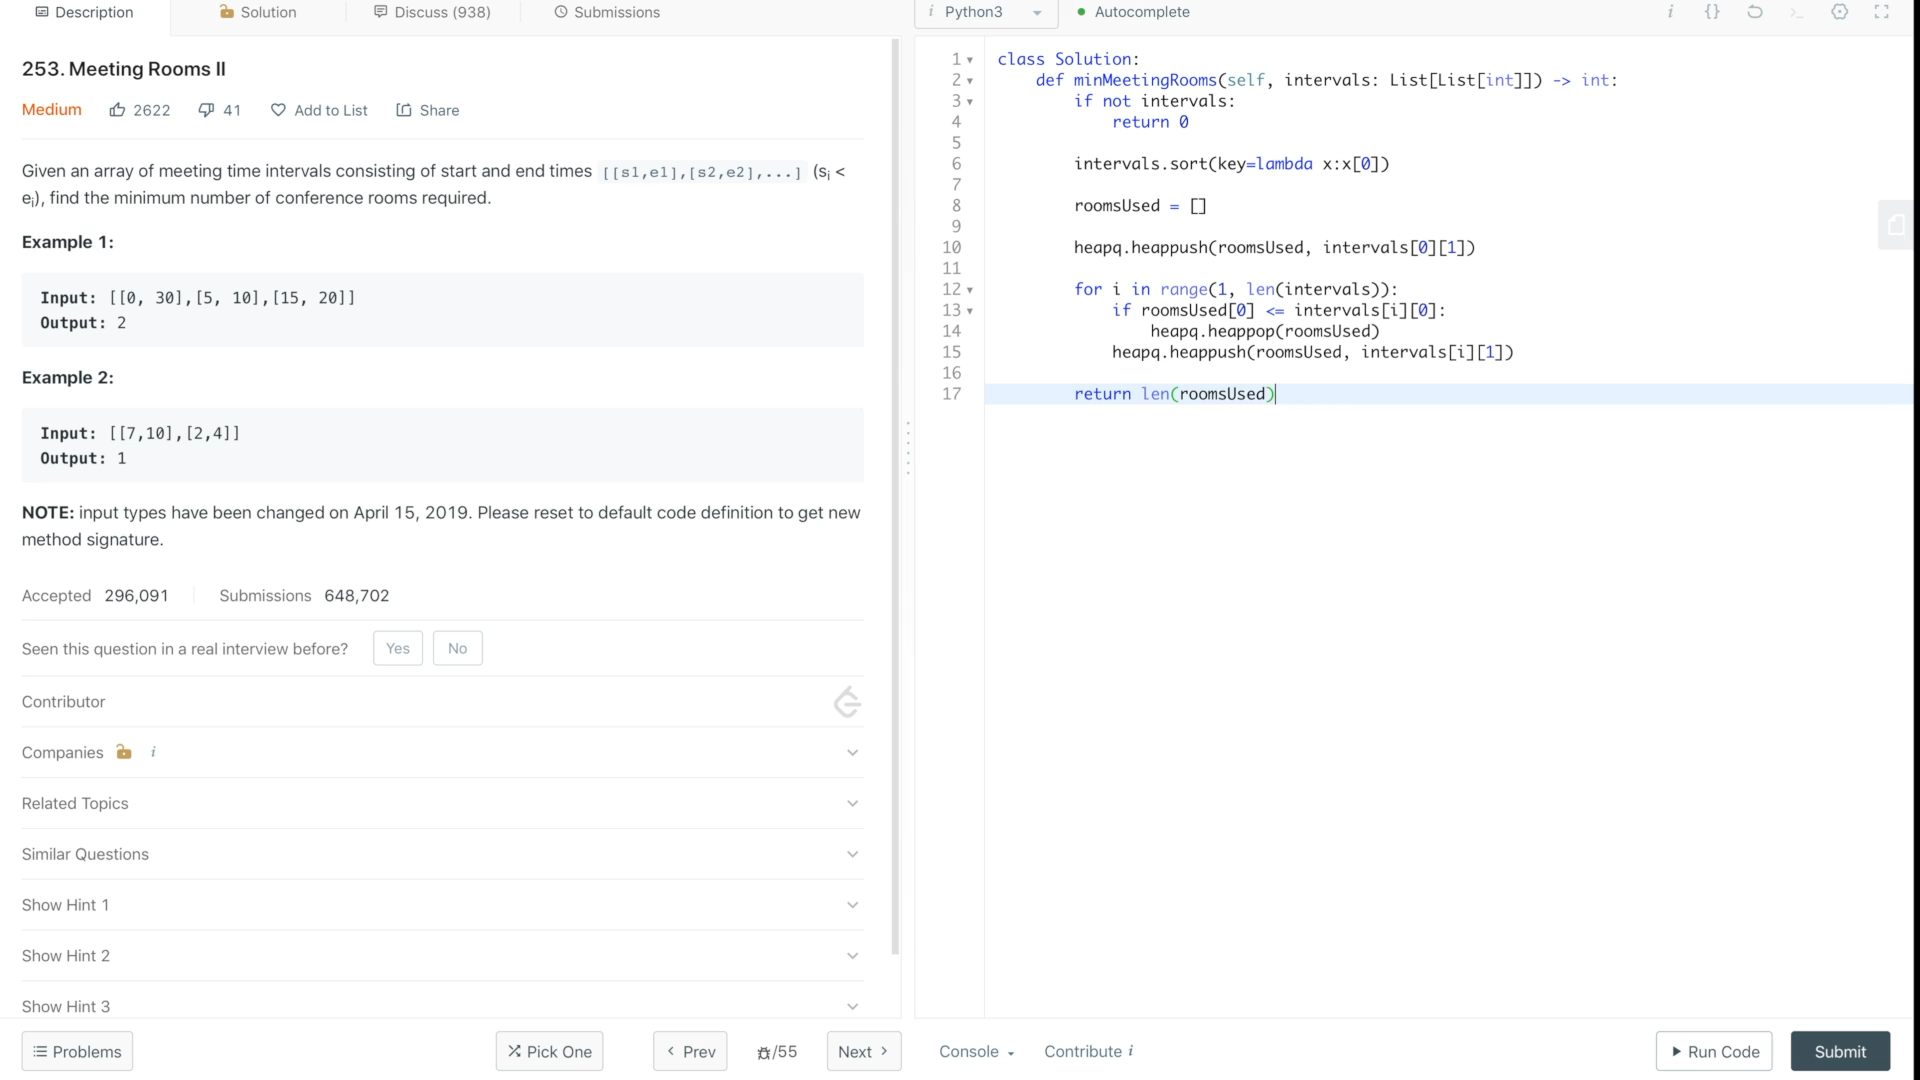 Description
Solution
Discuss (938)
Submissions
253. Meeting Rooms II
Medium 2622 41 Add to List Share
Given an array of meeting time intervals consisting of start and end times [[s1,e1],[s2,e2],...] (si <
ei), find the minimum number of conference rooms required.
Example 1:
Input: [[0, 30],[5, 10],[15, 20]]
Output: 2
Example 2:
Input: [[7,10],[2,4]]
Output: 1
NOTE: input types have been changed on April 15, 2019. Please reset to default code definition to get new
method signature.
Accepted 296,091 Submissions 648,702
Seen this question in a real interview before? Yes No
Contributor
Companies i
Related Topics
Similar Questions
Show Hint 1
Show Hint 2
Show Hint 3
Problems Pick One < Prev /55 Next >
i Python3 Autocomplete i {} >_
1 class Solution:
2 def minMeetingRooms(self, intervals: List[List[int]]) -> int:
3 if not intervals:
4 return 0
5
6 intervals.sort(key=lambda x:x[0])
7
8 roomsUsed = []
9
10 heapq.heappush(roomsUsed, intervals[0][1])
11
12 for i in range(1, len(intervals)):
13 if roomsUsed[0] <= intervals[i][0]:
14 heapq.heappop(roomsUsed)
15 heapq.heappush(roomsUsed, intervals[i][1])
16
17 return len(roomsUsed)
Console Contribute i Run Code Submit